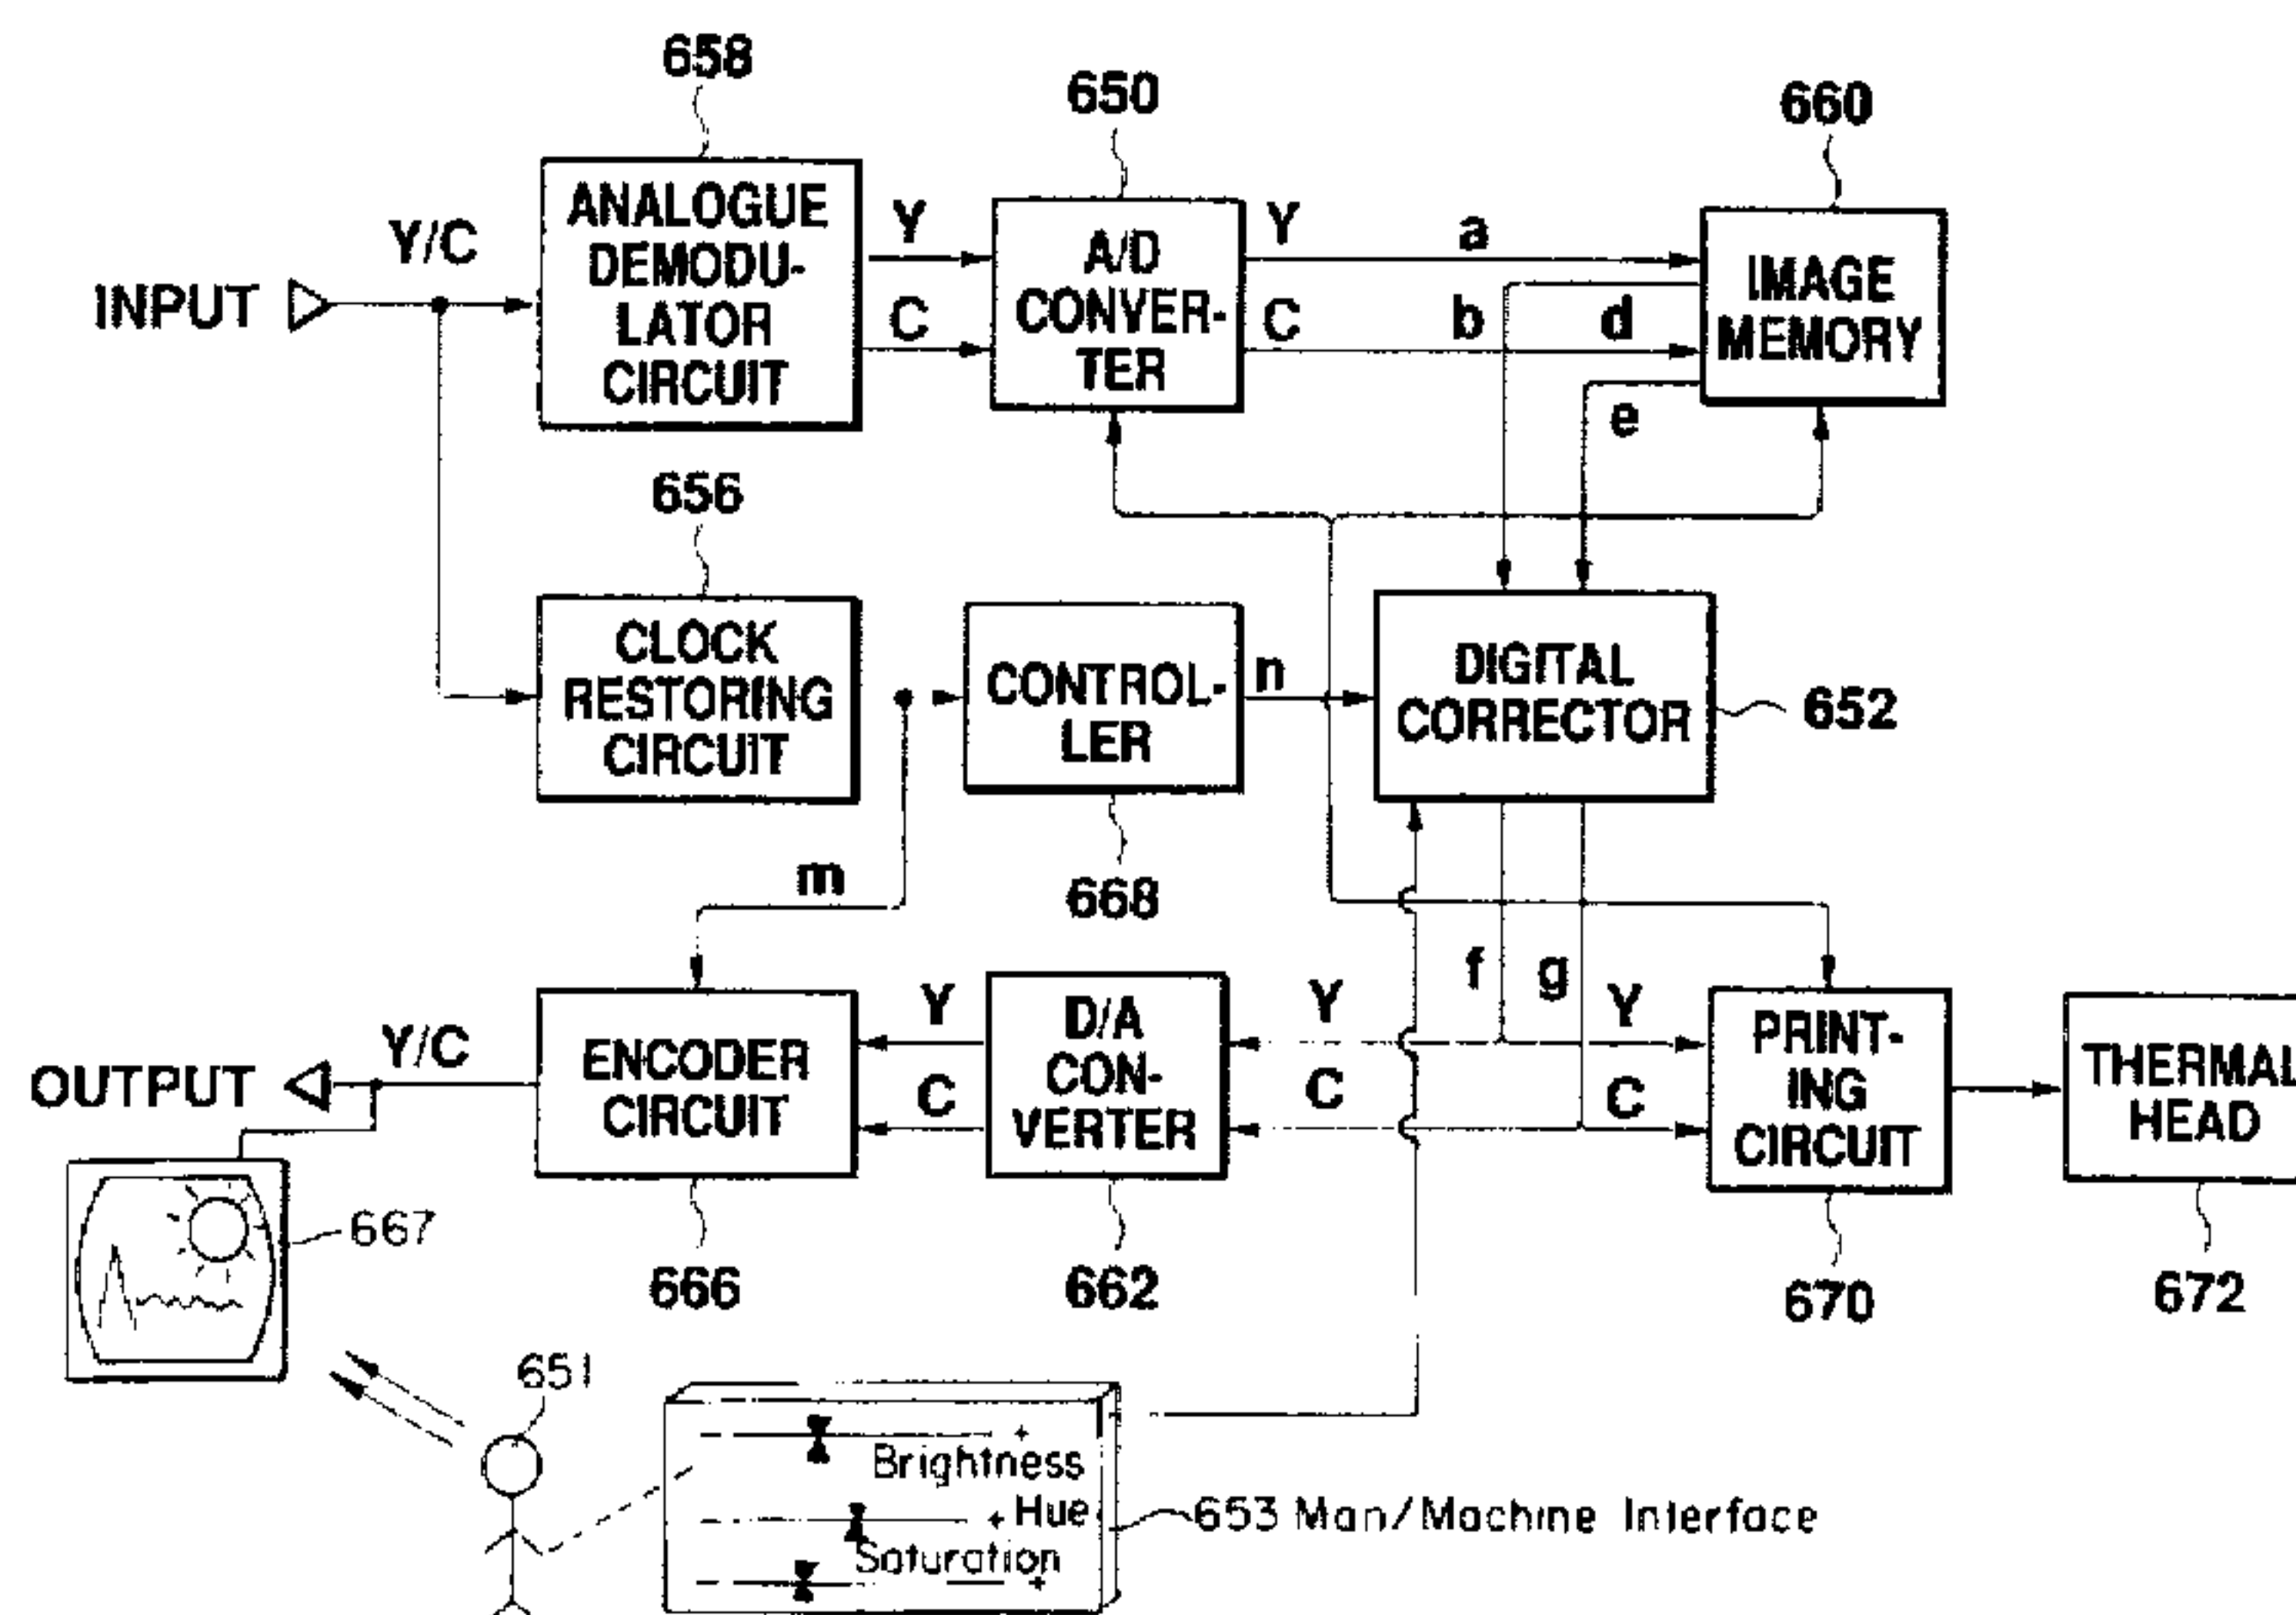 658
650
660
ANALOGUE
DEMODU-
LATOR
CIRCUIT
Y/C
INPUT
Y
C
A/D
CONVER-
TER
Y
C
a
b
d
e
IMAGE
MEMORY
656
CLOCK
RESTORING
CIRCUIT
CONTROL-
LER
n
DIGITAL
CORRECTOR
652
m
668
f
g
Y/C
OUTPUT
ENCODER
CIRCUIT
Y
C
D/A
CON-
VERTER
Y
C
Y
C
PRINT-
ING
CIRCUIT
THERMAL
HEAD
667
666
662
670
672
651
Brightness
+
Hue
+
Saturation
+
653 Man/Machine Interface